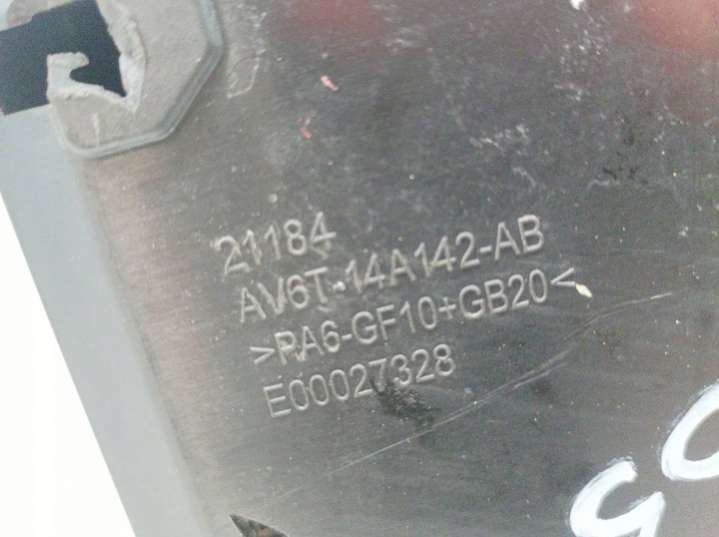 21184
AV6T-14A142-AB
>PA6-GF10+GB20<
E00027328